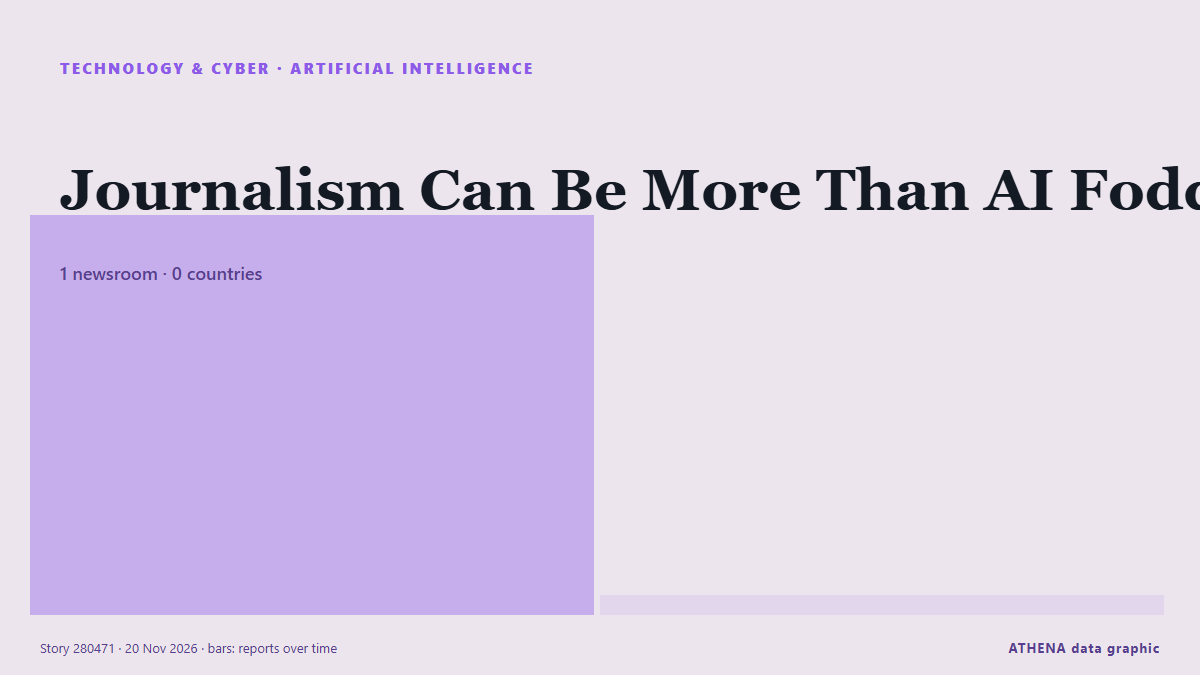 TECHNOLOGY & CYBER · ARTIFICIAL INTELLIGENCE
Journalism Can Be More Than AI
1 newsroom · 0 countries
Story 280471 · 20 Nov 2026 · bars: reports over time
ATHENA data graphic